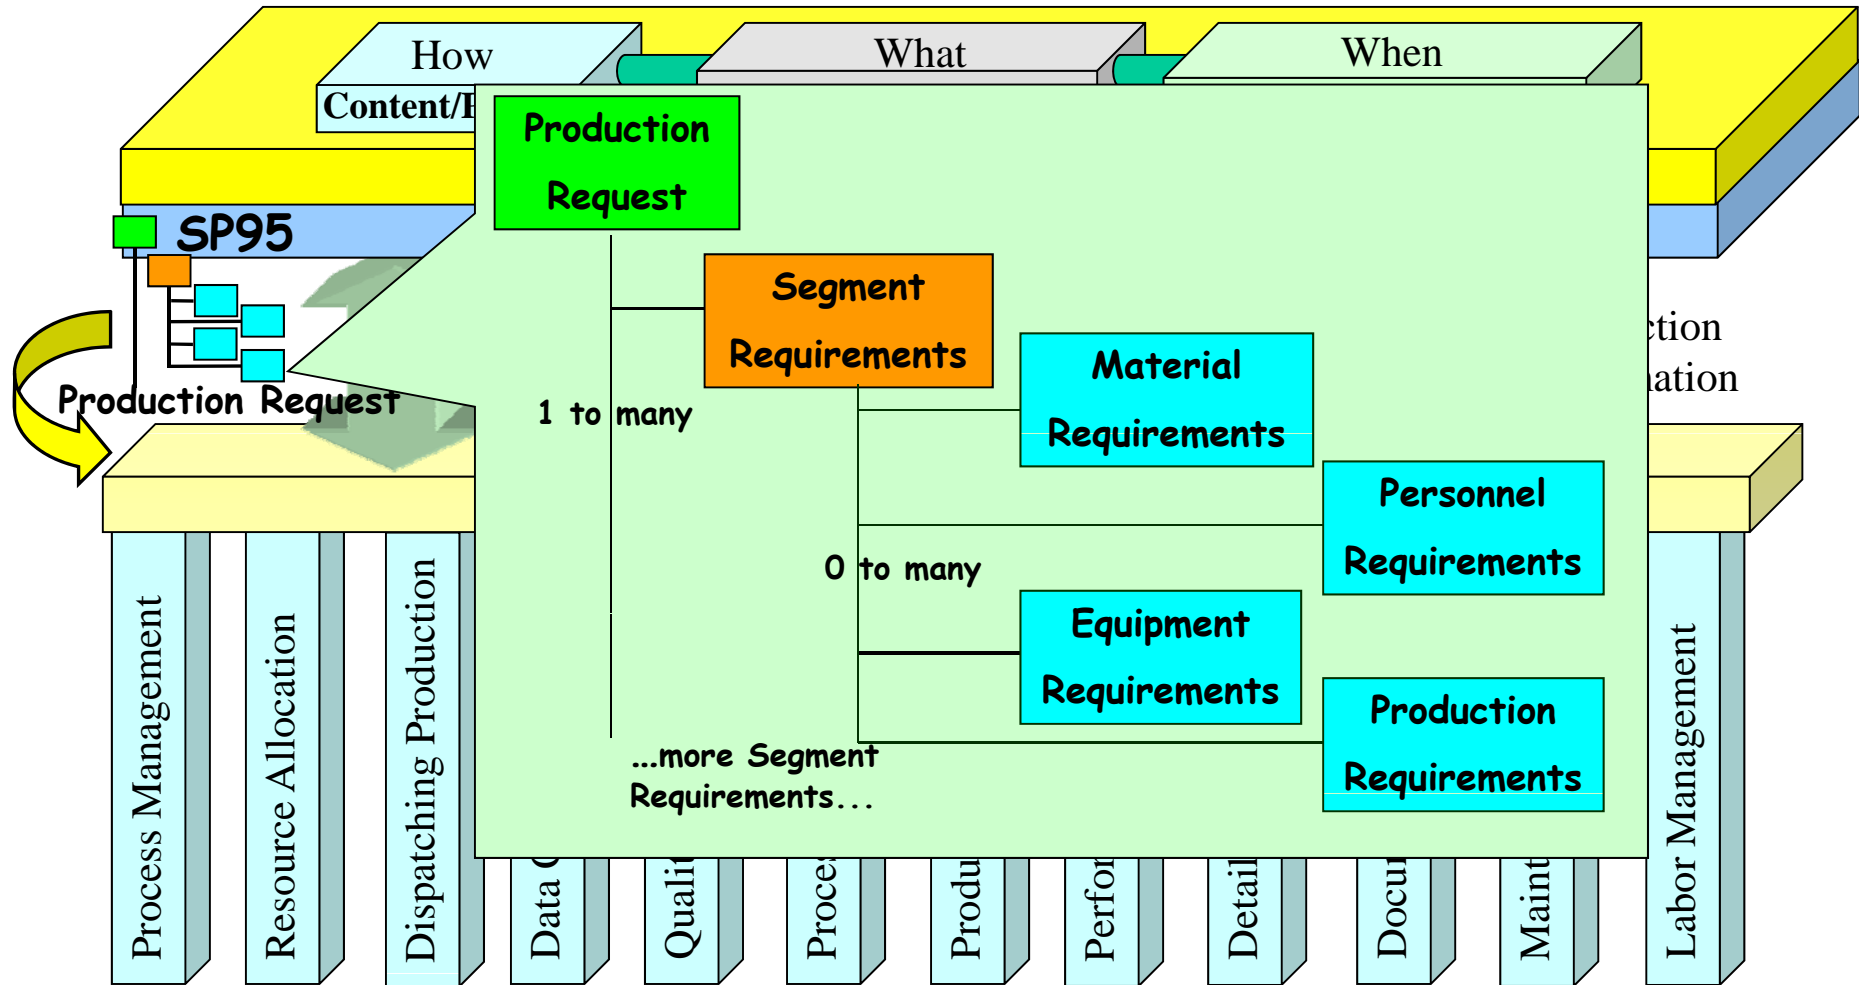 How
What
When
Content/
Production
Request
SP95
Segment
Requirements
Material
Requirements
Production Request
1 to many
Personnel
Requirements
0 to many
Equipment
Requirements
Production
Requirements
...more Segment
Requirements...
Process Management
Resource Allocation
Dispatching Production
Data
Labor Management